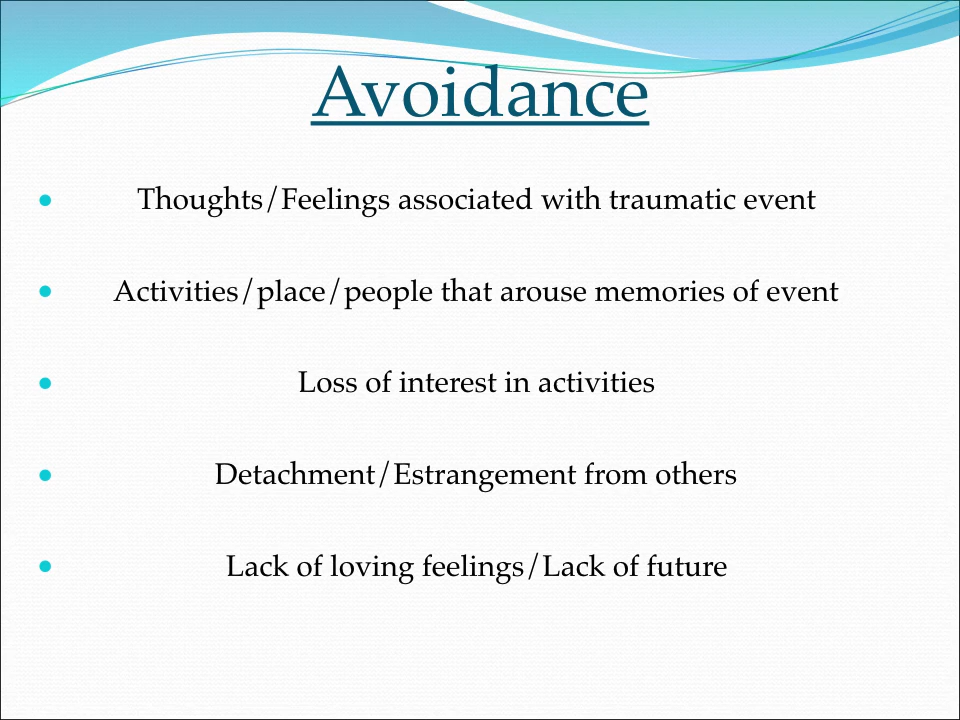 Avoidance
Thoughts/Feelings associated with traumatic event
Activities/place/people that arouse memories of event
Loss of interest in activities
Detachment/Estrangement from others
Lack of loving feelings/Lack of future